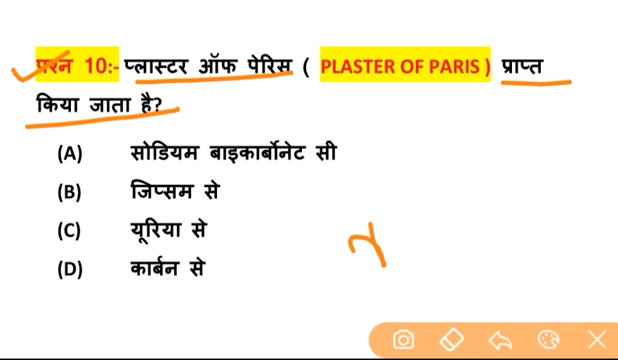 प्रश्न 10:- प्लास्टर ऑफ पेरिस ( PLASTER OF PARIS ) प्राप्त
किया जाता है?
(A) सोडियम बाइकार्बोनेट सी
(B) जिप्सम से
(C) यूरिया से
(D) कार्बन से